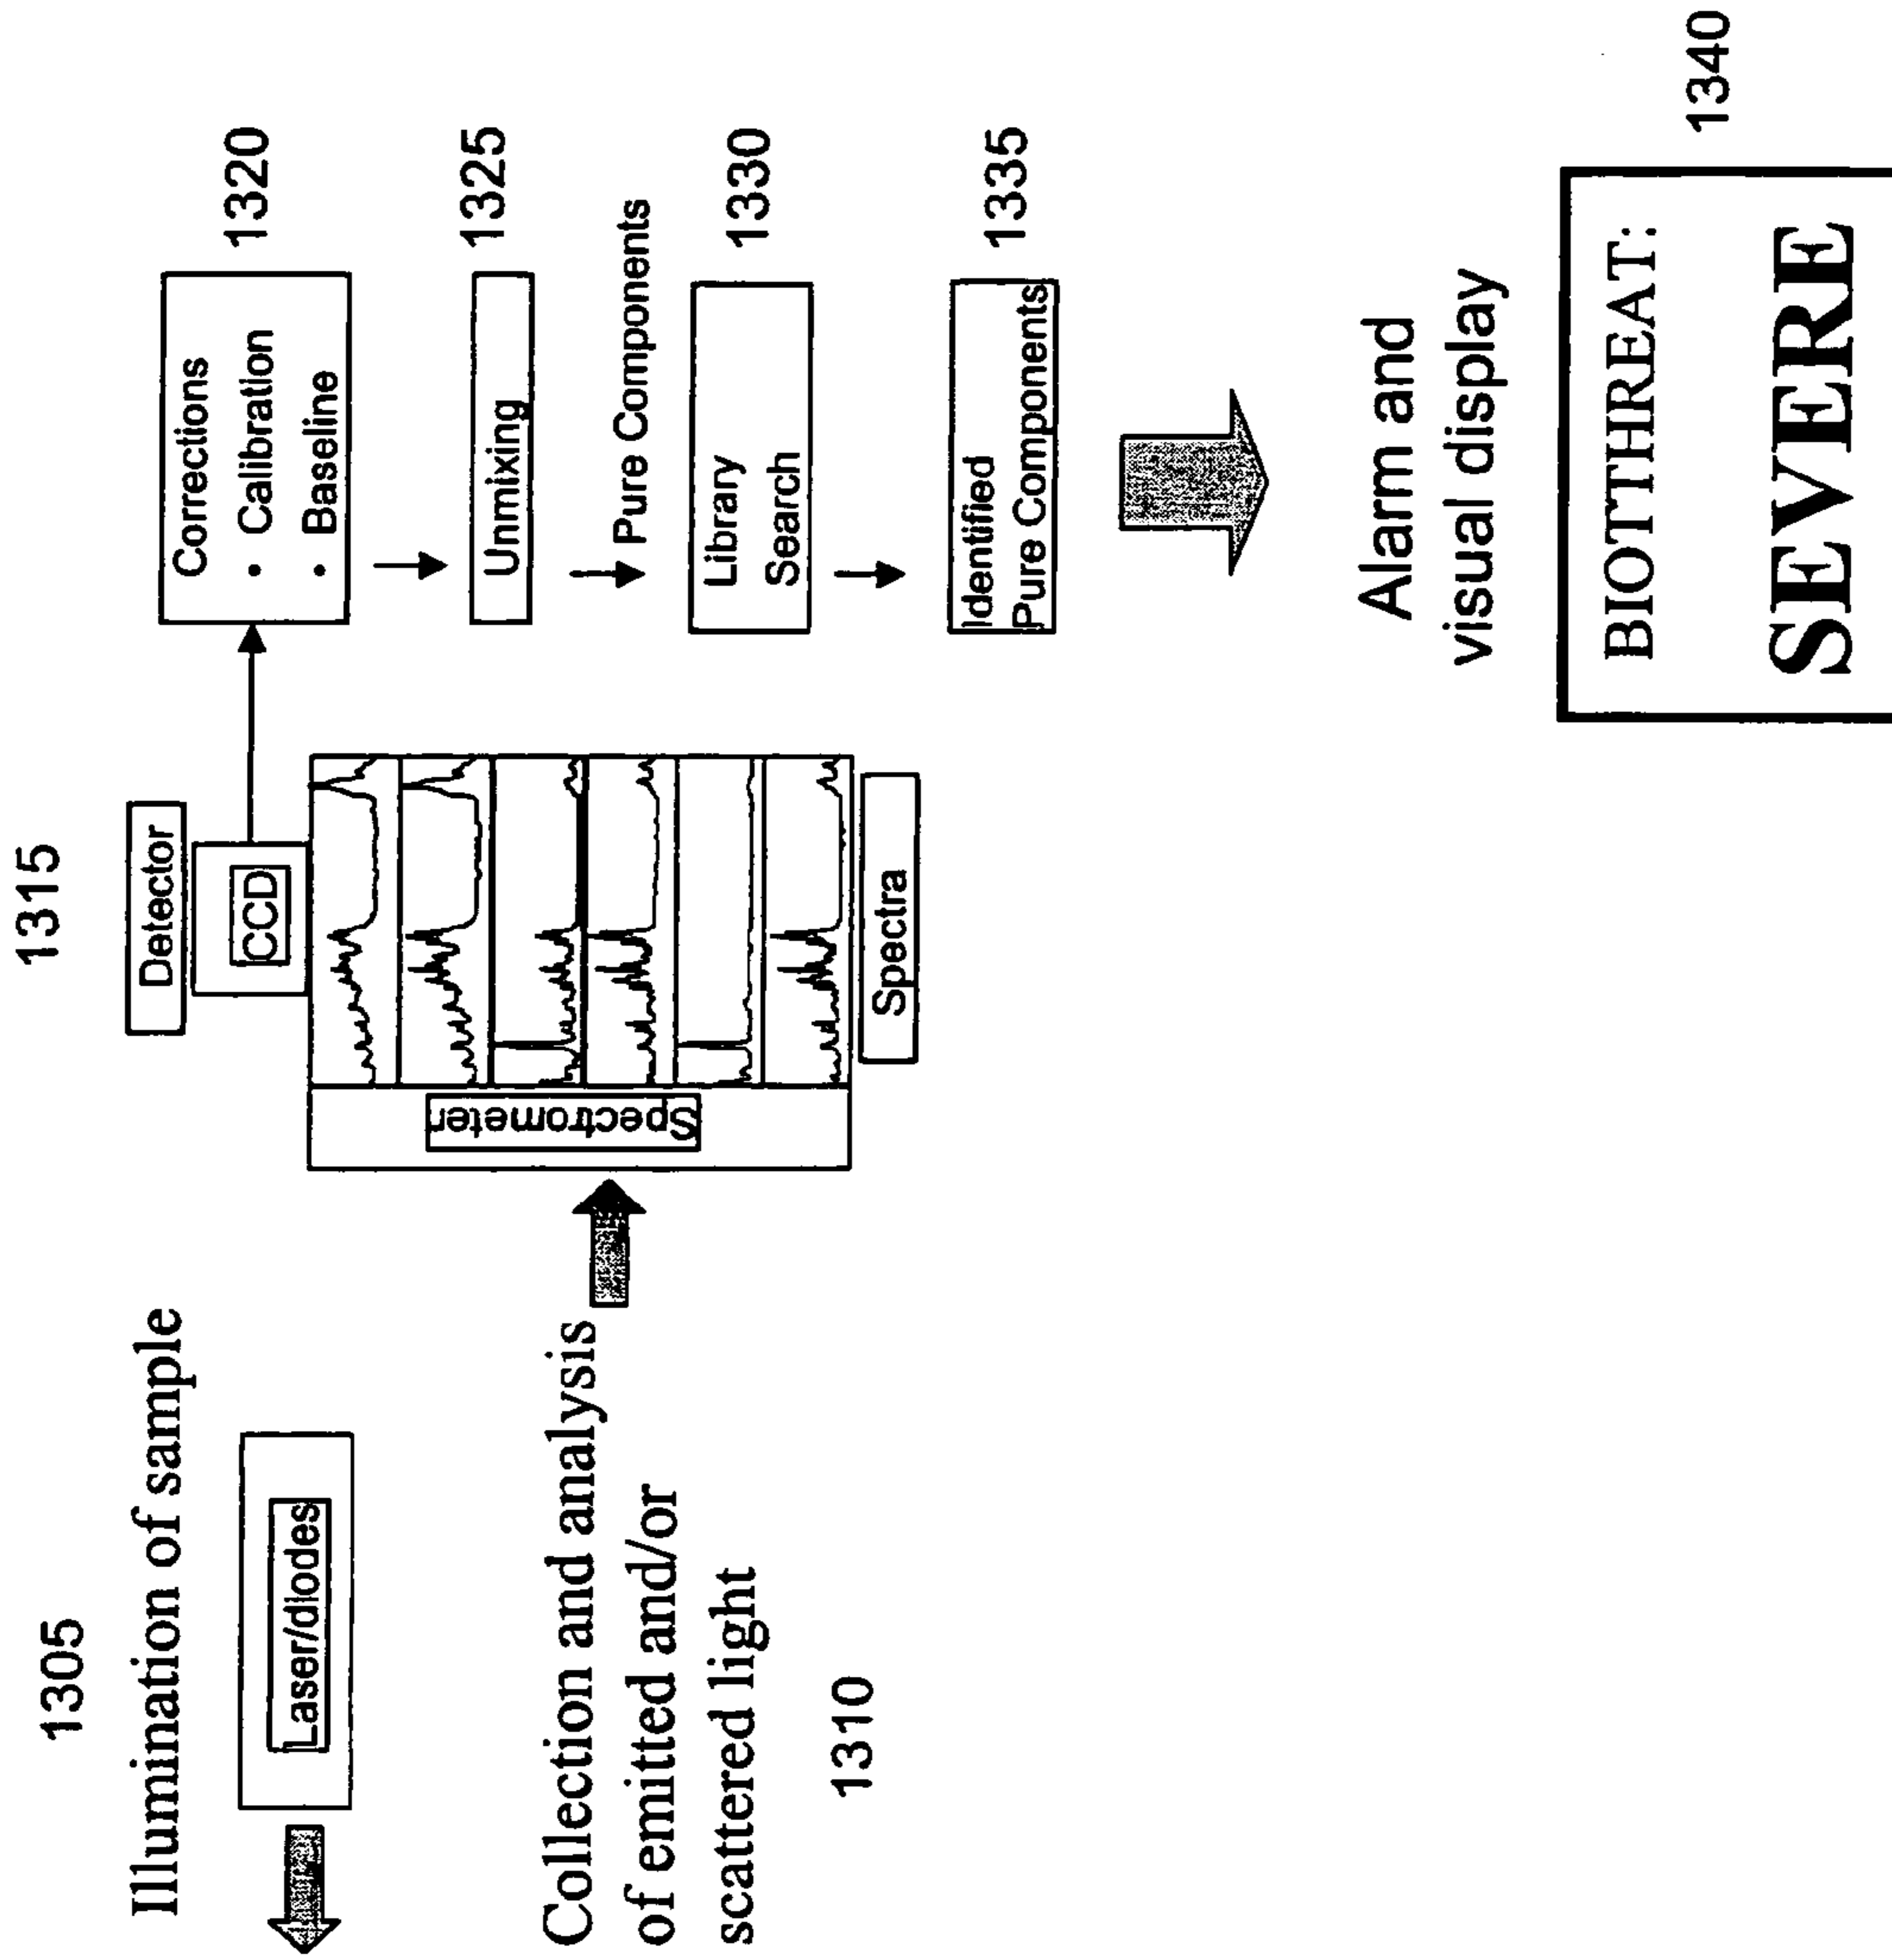 1305
Illumination of sample
Laser/diodes
Collection and analysis
of emitted and/or
scattered light
1310
1315
Detector
CCD
Spectrometer
Spectra
Corrections
• Calibration
• Baseline
1320
Unmixing
1325
Pure Components
Library
Search
1330
Identified
Pure Components
1335
Alarm and
visual display
BIOTTHREAT:
SEVERE
1340